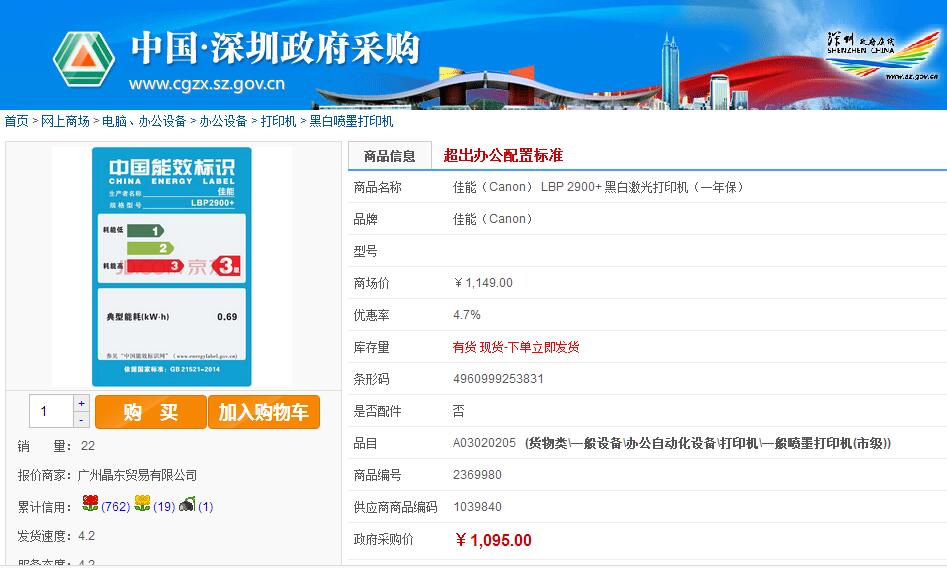 中国·深圳政府采购
www.cgzx.sz.gov.cn
深圳政府在线
SHENZHEN CHINA
www.sz.gov.cn
首页 > 网上商场 > 电脑、办公设备 > 办公设备 > 打印机 > 黑白喷墨打印机
中国能效标识
CHINA ENERGY LABEL
生产者名称 佳能
规格型号 LBP2900+
耗能低 1
2
耗能高 3 3级
典型能耗(kW·h) 0.69
参见“中国能效标识网”(www.energylabel.gov.cn)
依据国家标准：GB 21521-2014
1
+
-
购 买
加入购物车
销 量：22
报价商家：广州晶东贸易有限公司
累计信用：(762) (19) (1)
发货速度：4.2
服务态度：4.2
商品信息
超出办公配置标准
商品名称 佳能（Canon） LBP 2900+ 黑白激光打印机（一年保）
品牌 佳能（Canon）
型号
商场价 ￥1,149.00
优惠率 4.7%
库存量 有货 现货-下单立即发货
条形码 4960999253831
是否配件 否
品目 A03020205 (货物类\一般设备\办公自动化设备\打印机\一般喷墨打印机(市级))
商品编号 2369980
供应商商品编码 1039840
政府采购价 ￥1,095.00